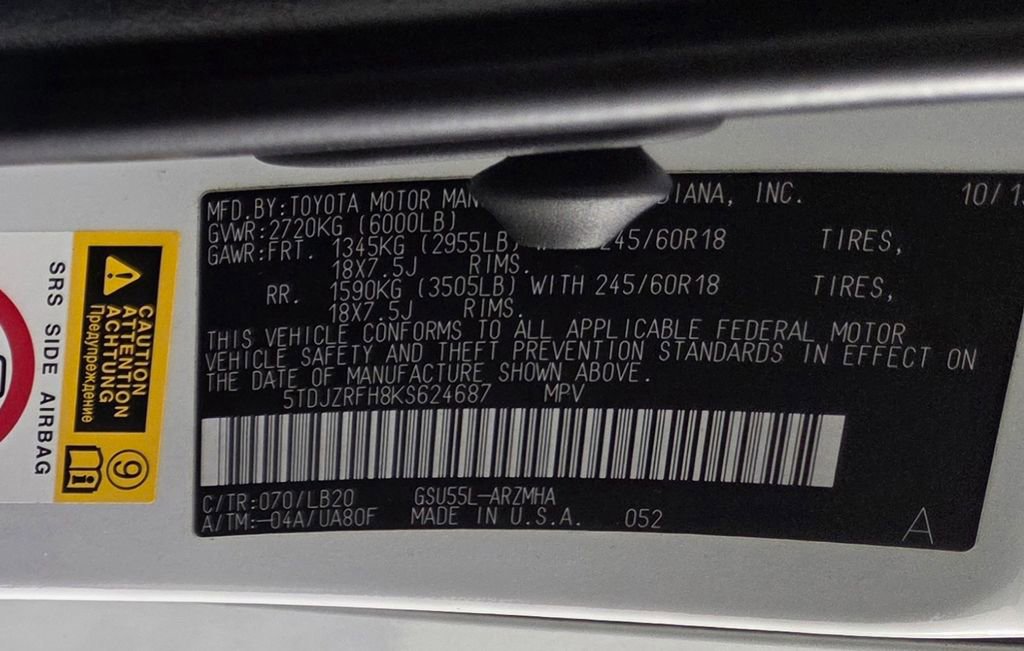 MFD.BY:TOYOTA MOTOR INDIANA, INC. 10/1
GVWR:2720KG (6000LB)
GAWR:FRT. 1345KG (2955LB) 245/60R18 TIRES,
18X7.5J RIMS.
RR. 1590KG (3505LB) WITH 245/60R18 TIRES,
18X7.5J RIMS.
THIS VEHICLE CONFORMS TO ALL APPLICABLE FEDERAL MOTOR
VEHICLE SAFETY AND THEFT PREVENTION STANDARDS IN EFFECT ON
THE DATE OF MANUFACTURE SHOWN ABOVE.
5TDJZRFH8KS624687 MPV
C/TR:070/LB20 GSU55L-ARZMHA
A/TM:-04A/UA80F MADE IN U.S.A. 052
A
CAUTION
ATTENTION
ACHTUNG
Предупреждение
9
SRS SIDE AIRBAG